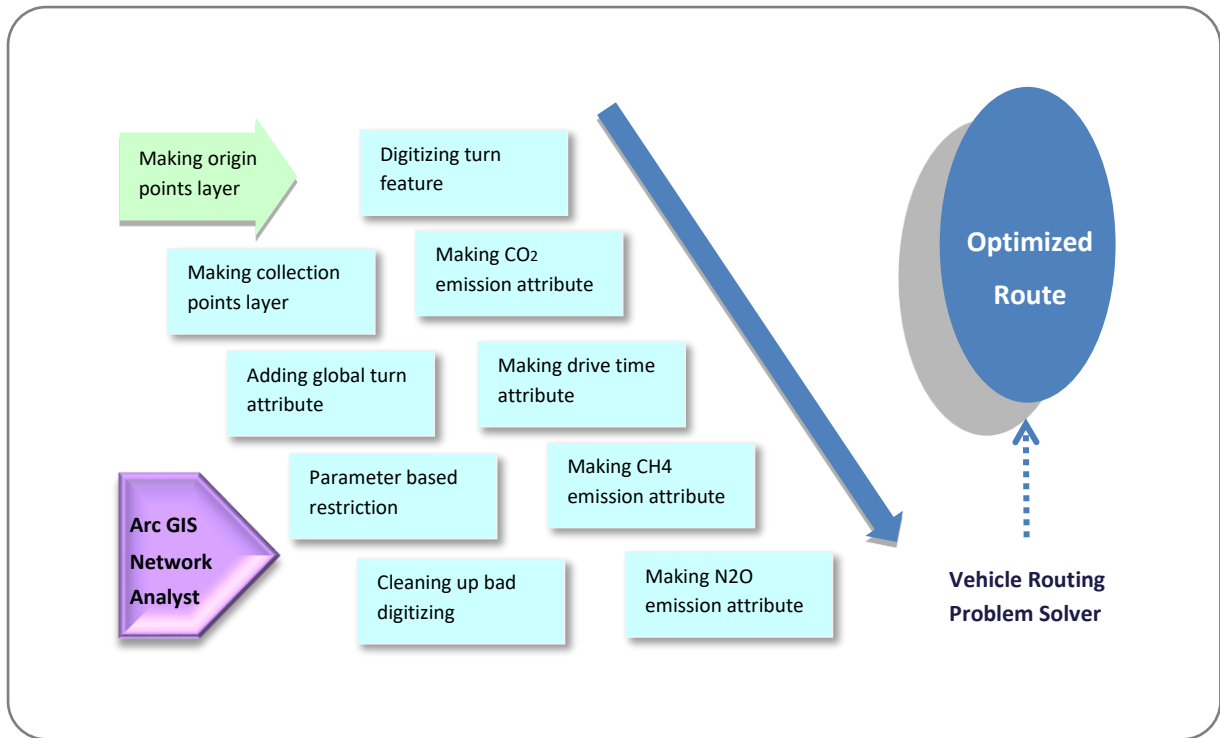 Making origin
points layer
Digitizing turn
feature
Making collection
points layer
Making CO2
emission attribute
Adding global turn
attribute
Making drive time
attribute
Parameter based
restriction
Making CH4
emission attribute
Arc GIS
Network
Analyst
Cleaning up bad
digitizing
Making N2O
emission attribute
Optimized
Route
Vehicle Routing
Problem Solver